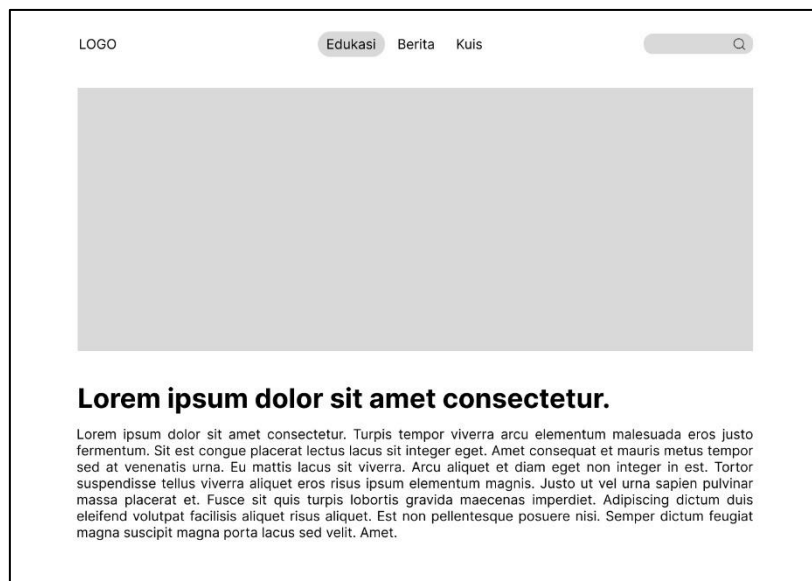 LOGO
Edukasi Berita Kuis
Lorem ipsum dolor sit amet consectetur.
Lorem ipsum dolor sit amet consectetur. Turpis tempor viverra arcu elementum malesuada eros justo
fermentum. Sit est congue placerat lectus lacus sit integer eget. Amet consequat et mauris metus tempor
sed at venenatis urna. Eu mattis lacus sit viverra. Arcu aliquet et diam eget non integer in est. Tortor
suspendisse tellus viverra aliquet eros risus ipsum elementum magnis. Justo ut vel urna sapien pulvinar
massa placerat et. Fusce sit quis turpis lobortis gravida maecenas imperdiet. Adipiscing dictum duis
eleifend volutpat facilisis aliquet risus aliquet. Est non pellentesque posuere nisi. Semper dictum feugiat
magna suscipit magna porta lacus sed velit. Amet.